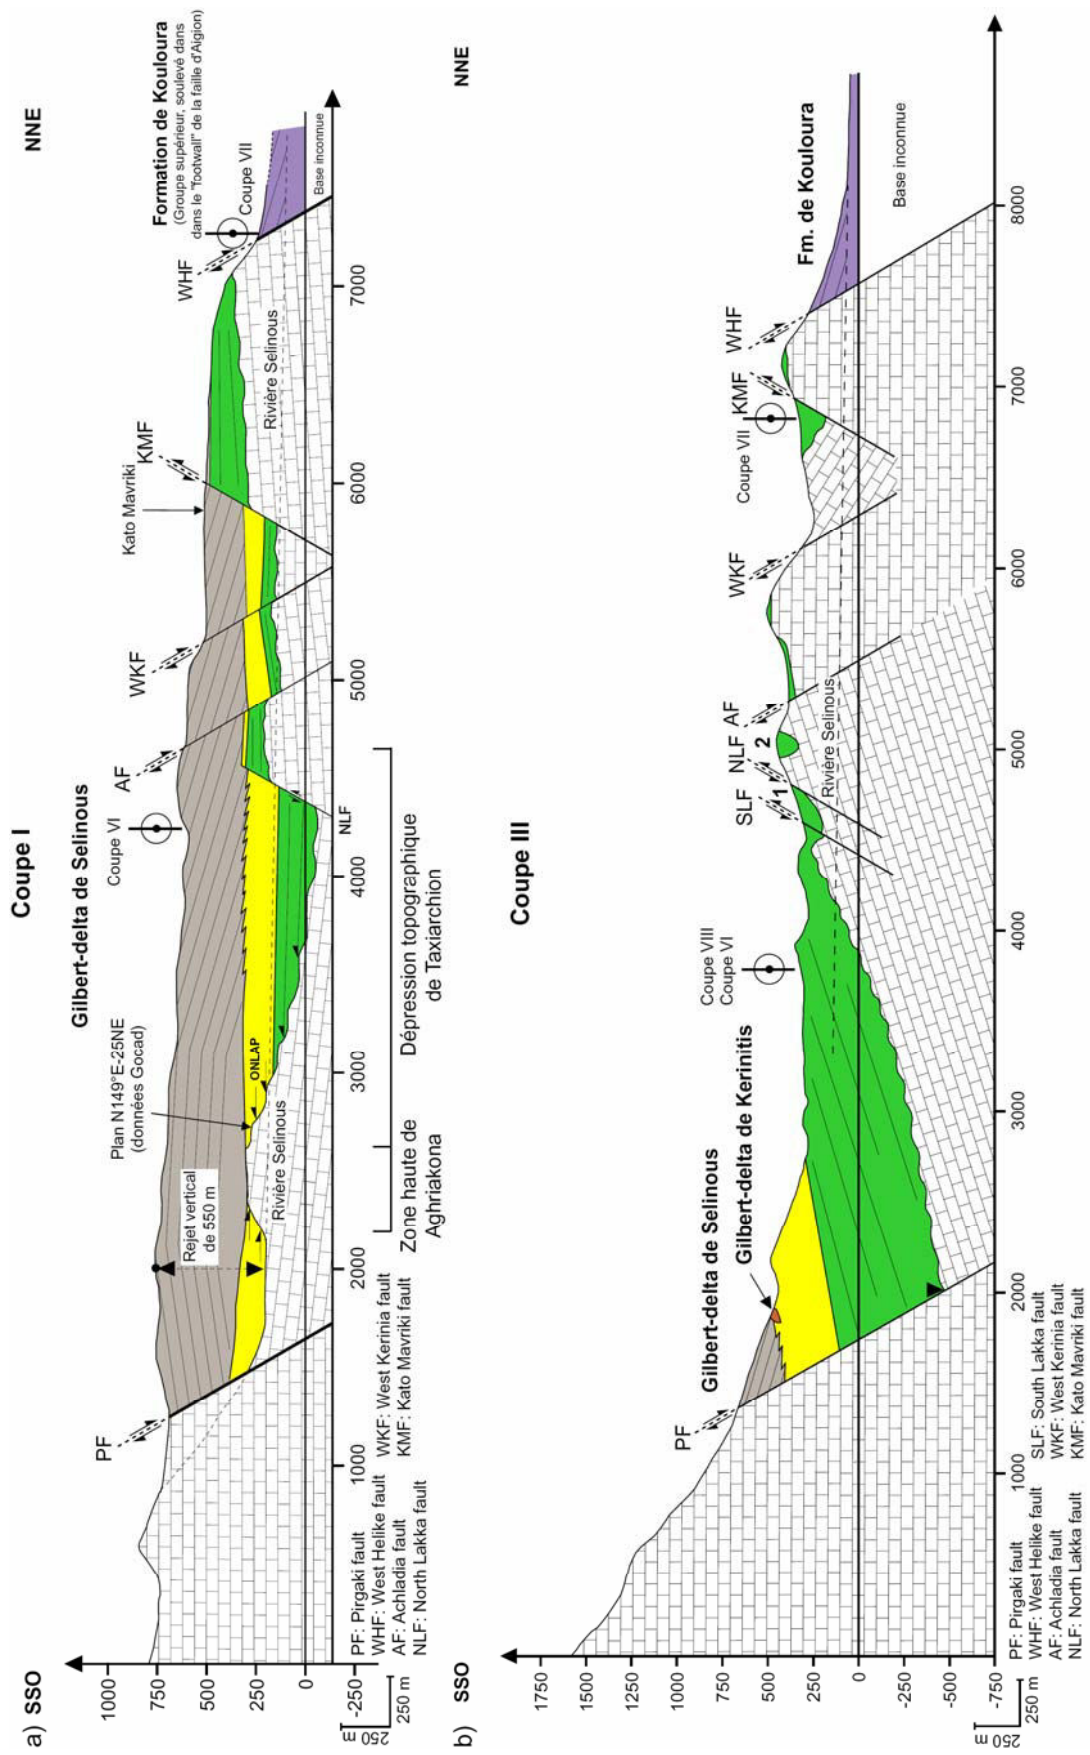 a) SSO
Coupe I
NNE
Gilbert-delta de Selinous
Formation de Kouloura
(Groupe supérieur, soulevé dans
dans le "footwall" de la faille d'Aigion)
Coupe VII
WHF
KMF
Kato Mavriki
WKF
AF
Coupe VI
Plan N149°E-25NE
(données Gocad)
Rejet vertical
de 550 m
PF
ONLAP
Rivière Selinous
Rivière Selinous
NLF
Base inconnue
Zone haute de
Aghriakona
Dépression topographique
de Taxiarchion
1000
750
500
250
0
-250
1000
2000
3000
4000
5000
6000
7000
250 m
250 m
PF: Pirgaki fault
WHF: West Helike fault
AF: Achladia fault
NLF: North Lakka fault
WKF: West Kerinia fault
KMF: Kato Mavriki fault
b) SSO
Coupe III
NNE
PF
Gilbert-delta de Selinous
Gilbert-delta de Kerinitis
Coupe VIII
Coupe VI
SLF
1
NLF
2
AF
WKF
Coupe VII
KMF
WHF
Fm. de Kouloura
Rivière Selinous
Base inconnue
1750
1500
1250
1000
750
500
250
0
-250
-500
-750
1000
2000
3000
4000
5000
6000
7000
8000
250 m
250 m
PF: Pirgaki fault
WHF: West Helike fault
AF: Achladia fault
NLF: North Lakka fault
SLF: South Lakka fault
WKF: West Kerinia fault
KMF: Kato Mavriki fault